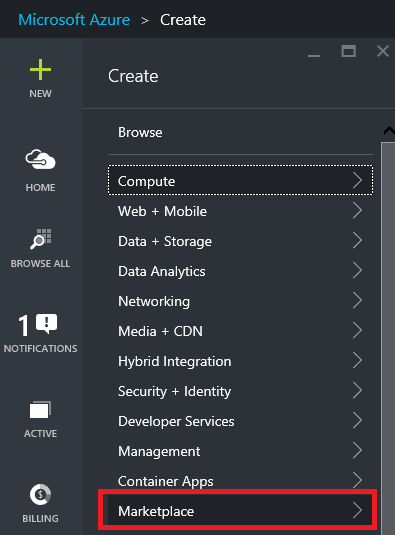 Microsoft Azure > Create
Create
NEW
HOME
BROWSE ALL
1
NOTIFICATIONS
ACTIVE
BILLING
Browse
Compute
Web + Mobile
Data + Storage
Data Analytics
Networking
Media + CDN
Hybrid Integration
Security + Identity
Developer Services
Management
Container Apps
Marketplace